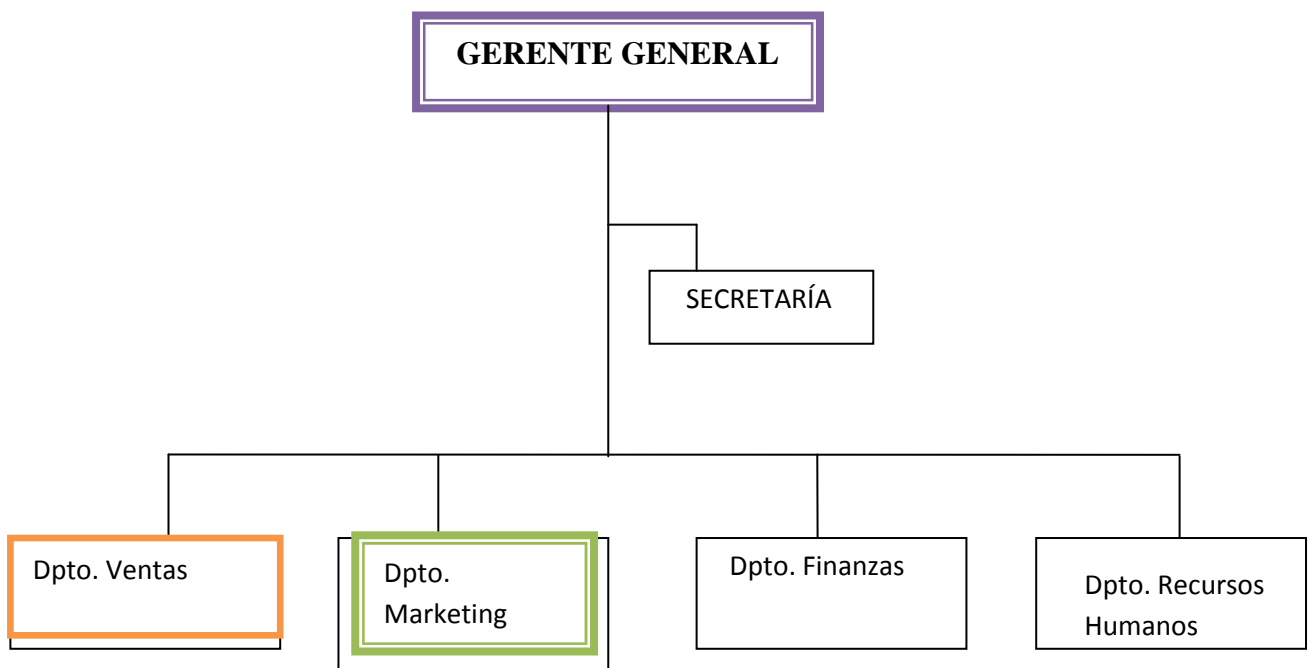 GERENTE GENERAL
SECRETARÍA
Dpto. Ventas
Dpto.
Marketing
Dpto. Finanzas
Dpto. Recursos
Humanos